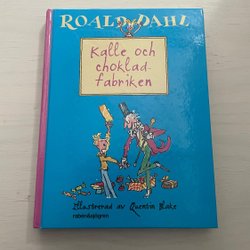 ROALD DAHL
Kalle och
choklad-
fabriken
Illustrerad av Quentin Blake
rabén&sjögren